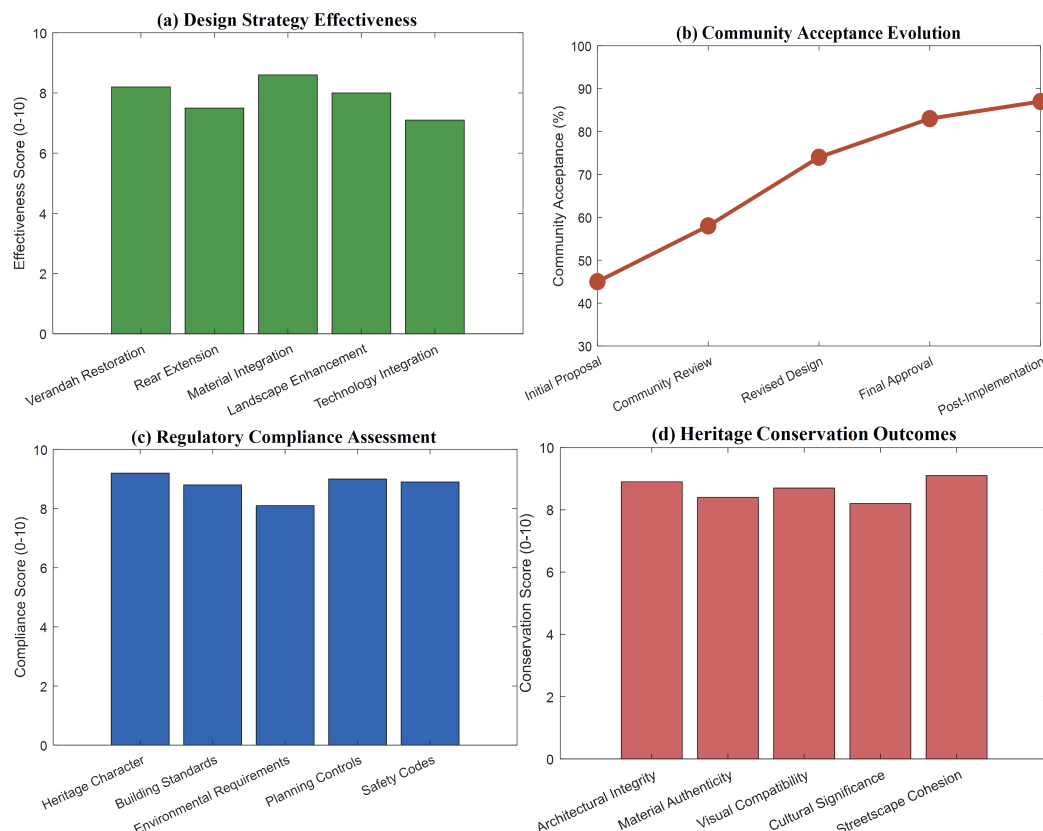 (a) Design Strategy Effectiveness
10
8
6
4
2
0
Effectiveness Score (0-10)
Verandah Restoration
Rear Extension
Material Integration
Landscape Enhancement
Technology Integration
(b) Community Acceptance Evolution
100
90
80
70
60
50
40
30
Community Acceptance (%)
Initial Proposal
Community Review
Revised Design
Final Approval
Post-Implementation
(c) Regulatory Compliance Assessment
10
8
6
4
2
0
Compliance Score (0-10)
Heritage Character
Building Standards
Environmental Requirements
Planning Controls
Safety Codes
(d) Heritage Conservation Outcomes
10
8
6
4
2
0
Conservation Score (0-10)
Architectural Integrity
Material Authenticity
Visual Compatibility
Cultural Significance
Streetscape Cohesion